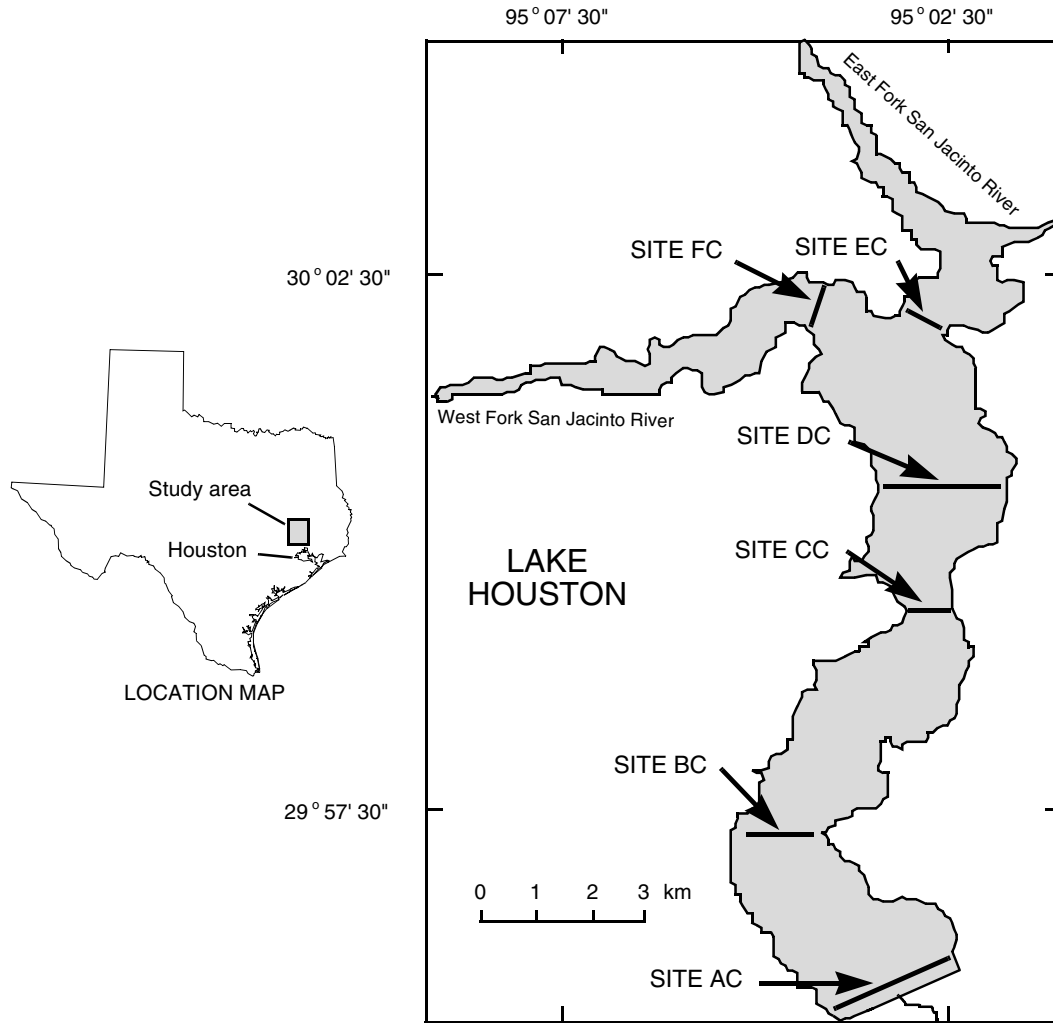 95° 07' 30"
95° 02' 30"
East Fork San Jacinto River
SITE FC
SITE EC
30° 02' 30"
West Fork San Jacinto River
SITE DC
Study area
Houston
SITE CC
LAKE
HOUSTON
LOCATION MAP
SITE BC
29° 57' 30"
0 1 2 3 km
SITE AC